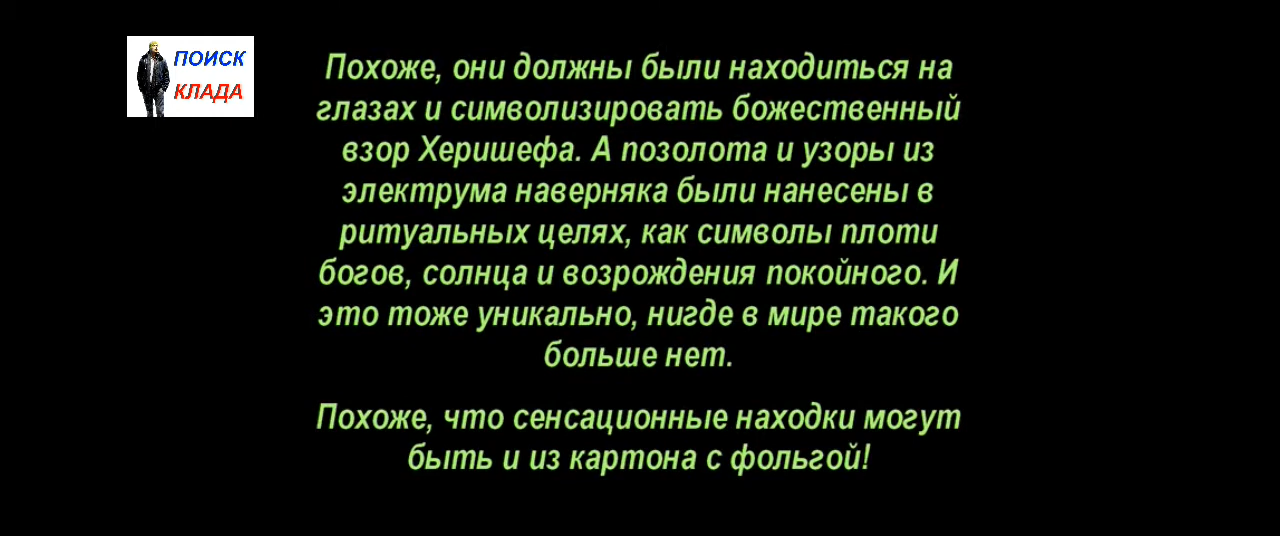 ПОИСК
КЛАДА
Похоже, они должны были находиться на
глазах и символизировать божественный
взор Херишефа. А позолота и узоры из
электрума наверняка были нанесены в
ритуальных целях, как символы плоти
богов, солнца и возрождения покойного. И
это тоже уникально, нигде в мире такого
больше нет.
Похоже, что сенсационные находки могут
быть и из картона с фольгой!